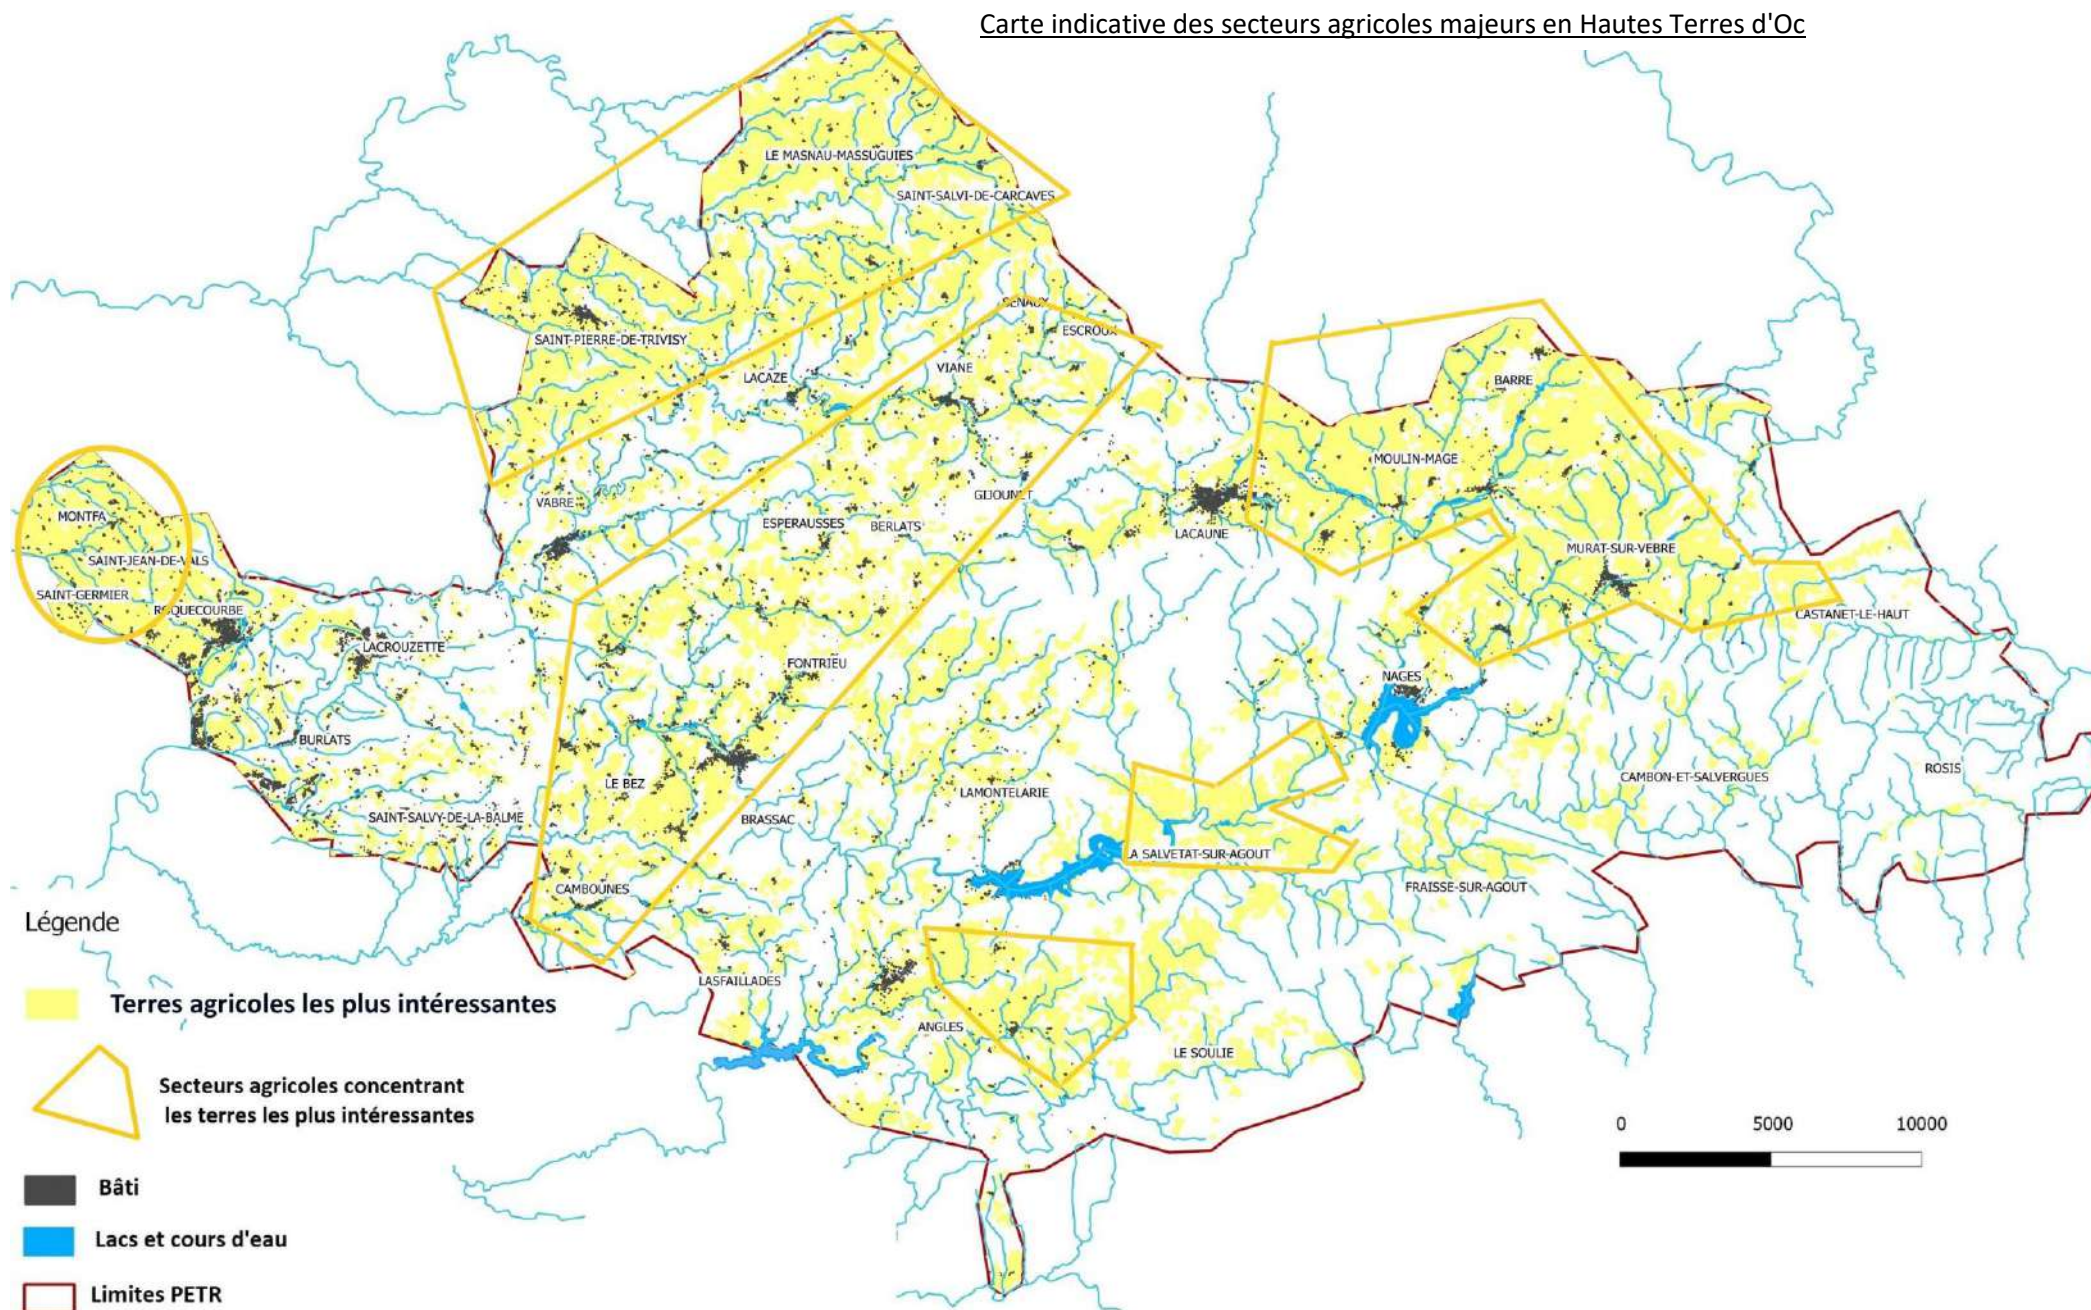 Carte indicative des secteurs agricoles majeurs en Hautes Terres d'Oc
LE MASNAU-MASSUGUIES
SAINT-SALVI-DE-CARCAVES
SENAUX
ESCROUX
SAINT-PIERRE-DE-TRIVISY
LACAZE
VIANE
BARRE
MOULIN-MAGE
VABRE
GIJOUNET
ESPERAUSSES
BERLATS
LACAUNE
MONTFA
SAINT-JEAN-DE-VALS
SAINT-GERMIER
ROQUECOURBE
MURAT-SUR-VEBRE
CASTANET-LE-HAUT
LACROUZETTE
FONTRIEU
NAGES
BURLATS
LE BEZ
LAMONTELARIE
CAMBON-ET-SALVERGUES
ROSIS
SAINT-SALVY-DE-LA-BALME
BRASSAC
LA SALVETAT-SUR-AGOUT
CAMBOUNES
FRAISSE-SUR-AGOUT
LASFAILLADES
ANGLES
LE SOULIE
Légende
Terres agricoles les plus intéressantes
Secteurs agricoles concentrant
les terres les plus intéressantes
Bâti
Lacs et cours d'eau
Limites PETR
0 5000 10000